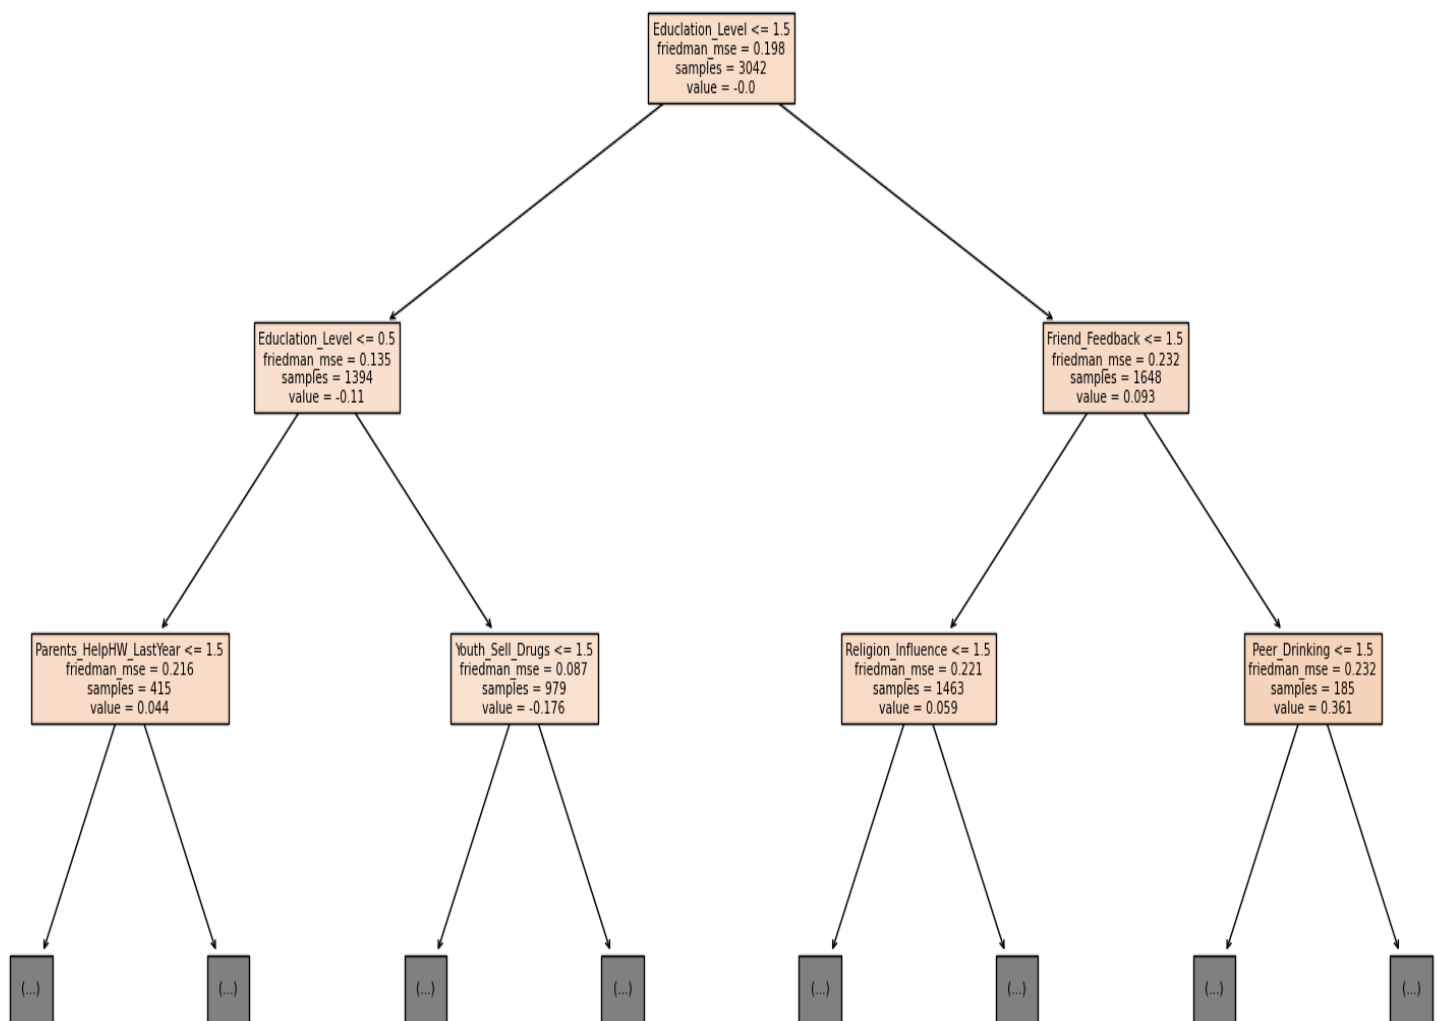 Educlation_Level <= 1.5
friedman_mse = 0.198
samples = 3042
value = -0.0
Educlation_Level <= 0.5
friedman_mse = 0.135
samples = 1394
value = -0.11
Friend_Feedback <= 1.5
friedman_mse = 0.232
samples = 1648
value = 0.093
Parents_HelpHW_LastYear <= 1.5
friedman_mse = 0.216
samples = 415
value = 0.044
Youth_Sell_Drugs <= 1.5
friedman_mse = 0.087
samples = 979
value = -0.176
Religion_Influence <= 1.5
friedman_mse = 0.221
samples = 1463
value = 0.059
Peer_Drinking <= 1.5
friedman_mse = 0.232
samples = 185
value = 0.361
(...)
(...)
(...)
(...)
(...)
(...)
(...)
(...)